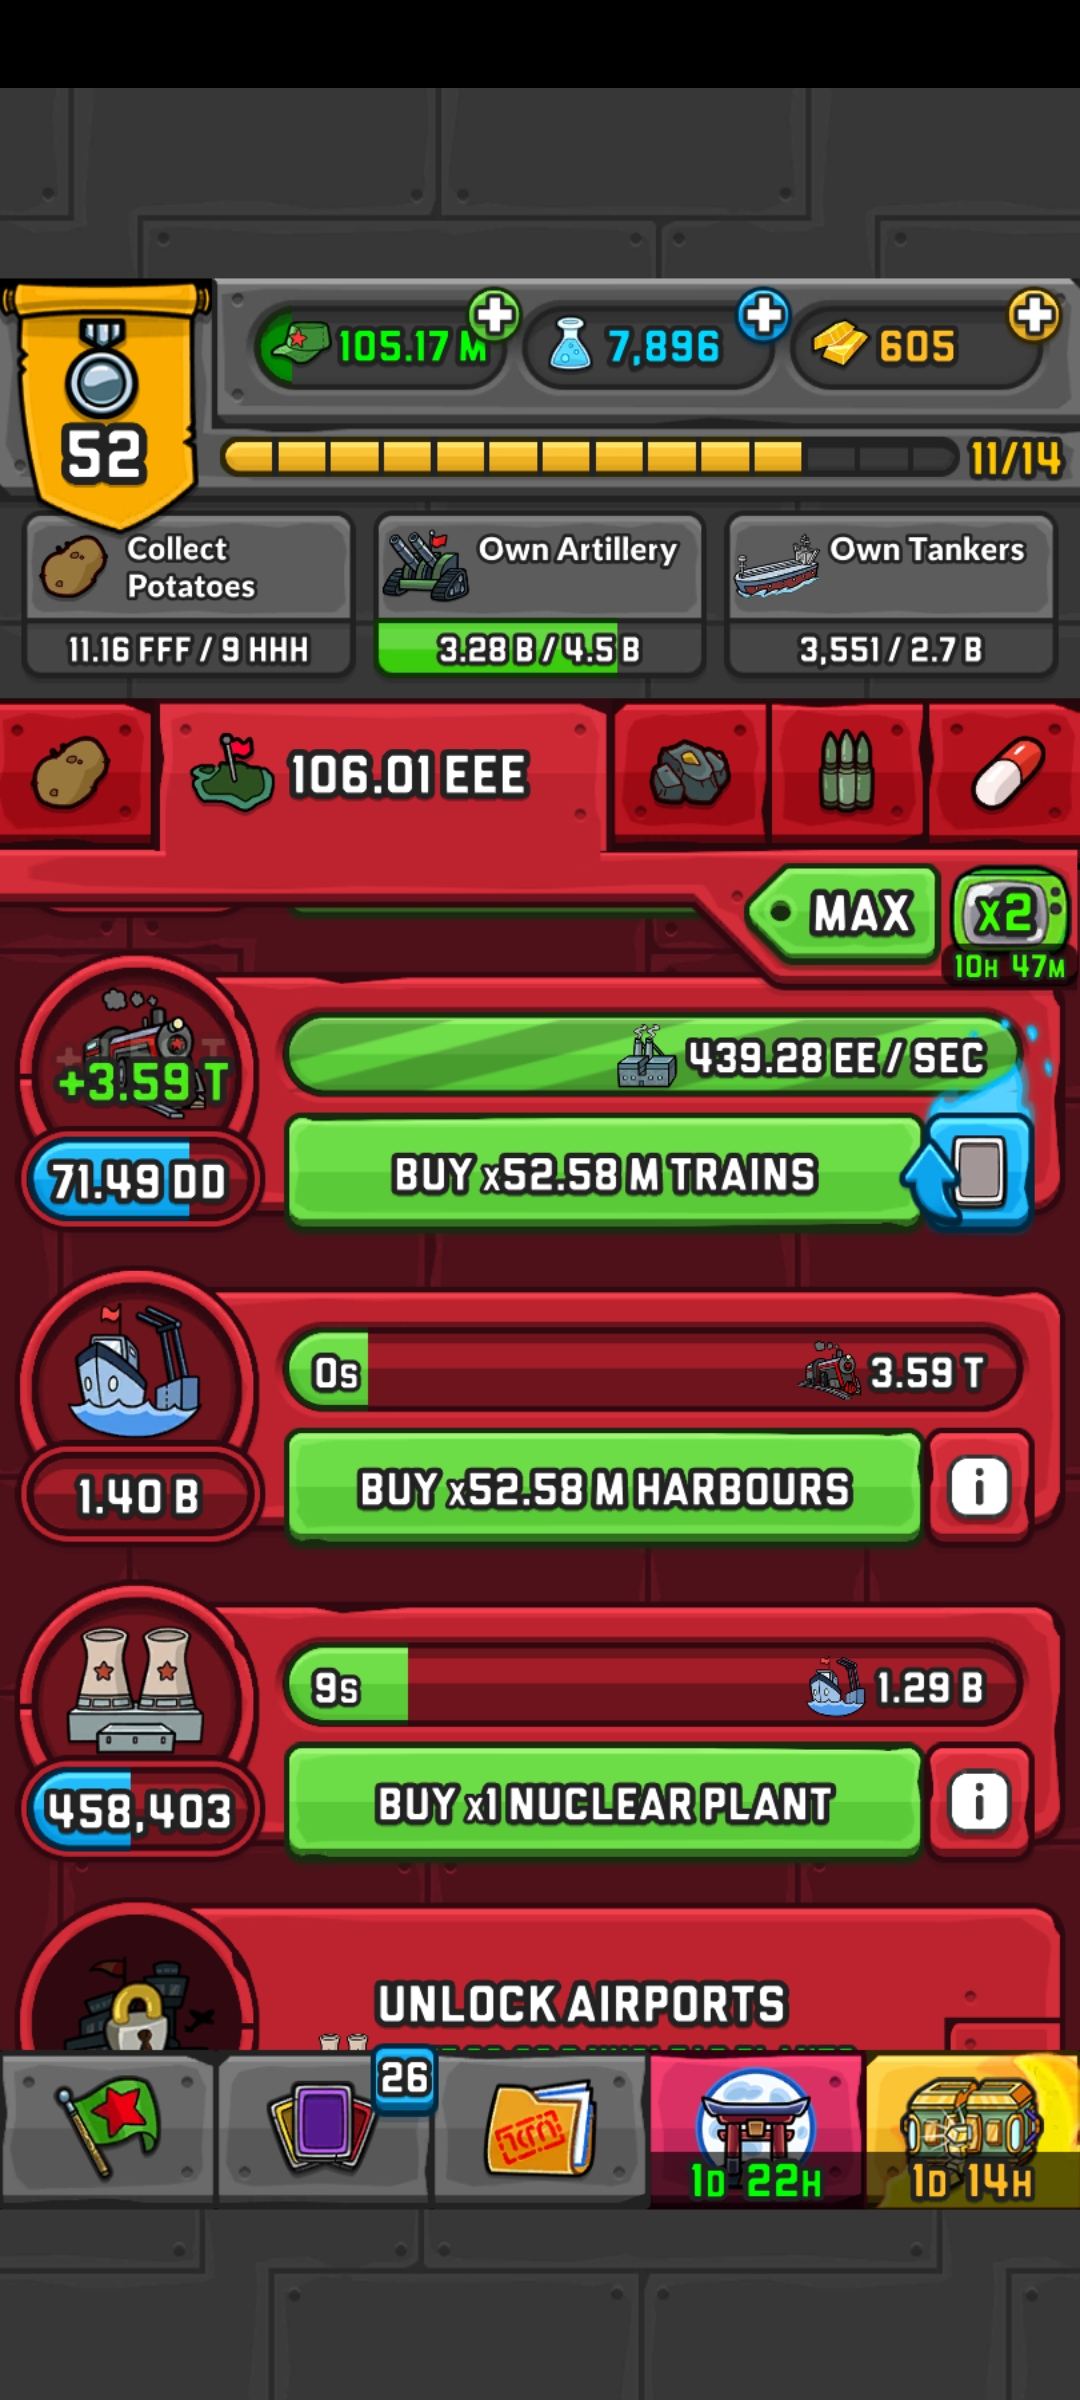 105.17 M
7,896
605
52
11/14
Collect
Potatoes
11.16 FFF / 9 HHH
Own Artillery
3.28 B / 4.5 B
Own Tankers
3,551 / 2.7 B
106.01 EEE
MAX
x2
10H 47M
+3.59 T
439.28 EE / SEC
71.49 DD
BUY x52.58 M TRAINS
0s
3.59 T
1.40 B
BUY x52.58 M HARBOURS
i
9s
1.29 B
458,403
BUY x1 NUCLEAR PLANT
i
UNLOCK AIRPORTS
26
1D 22H
1D 14H